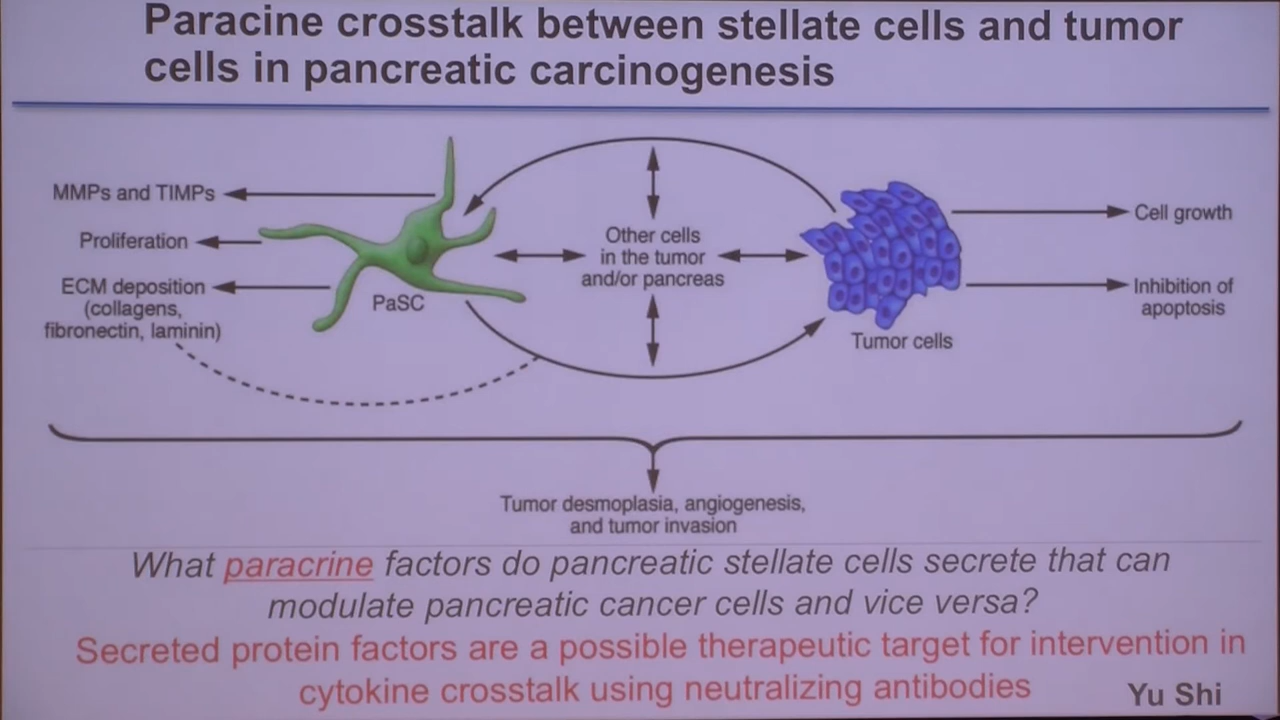 Paracine crosstalk between stellate cells and tumor
cells in pancreatic carcinogenesis
MMPs and TIMPs
Proliferation
ECM deposition
(collagens,
fibronectin, laminin)
PaSC
Other cells
in the tumor
and/or pancreas
Tumor cells
Cell growth
Inhibition of
apoptosis
Tumor desmoplasia, angiogenesis,
and tumor invasion
What paracrine factors do pancreatic stellate cells secrete that can
modulate pancreatic cancer cells and vice versa?
Secreted protein factors are a possible therapeutic target for intervention in
cytokine crosstalk using neutralizing antibodies
Yu Shi